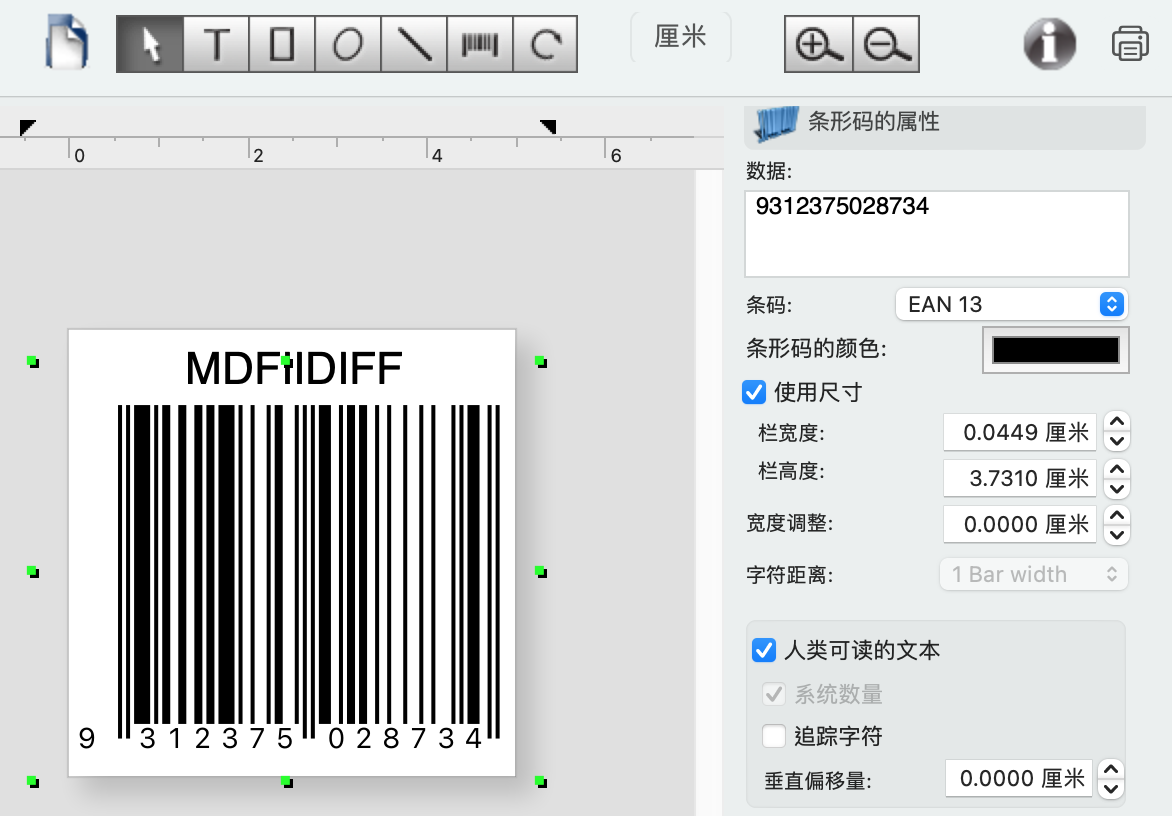 T
厘米
0 2 4 6
MDFilDIFF
9 312375 028734
条形码的属性
数据:
9312375028734
条码:
EAN 13
条形码的颜色:
使用尺寸
栏宽度:
0.0449 厘米
栏高度:
3.7310 厘米
宽度调整:
0.0000 厘米
字符距离:
1 Bar width
人类可读的文本
系统数量
追踪字符
垂直偏移量:
0.0000 厘米